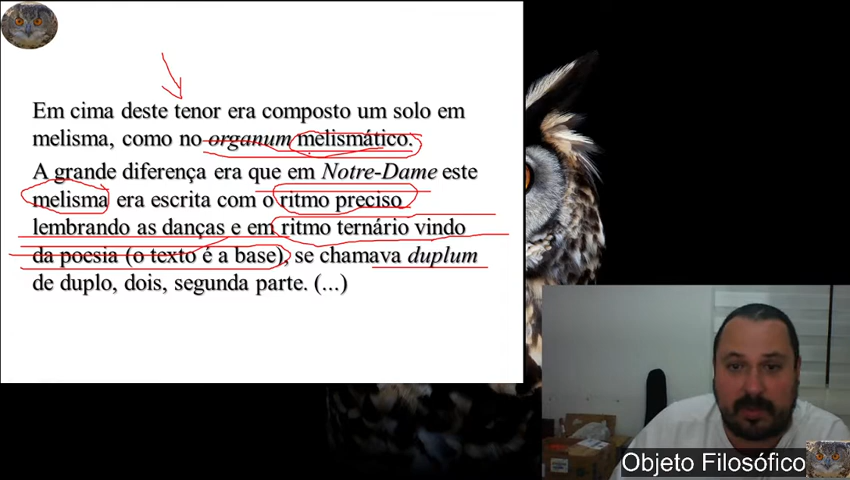 Em cima deste tenor era composto um solo em
melisma, como no organum melismático.
A grande diferença era que em Notre-Dame este
melisma era escrita com o ritmo preciso
lembrando as danças e em ritmo ternário vindo
da poesia (o texto é a base), se chamava duplum
de duplo, dois, segunda parte. (...)
Objeto Filosófico